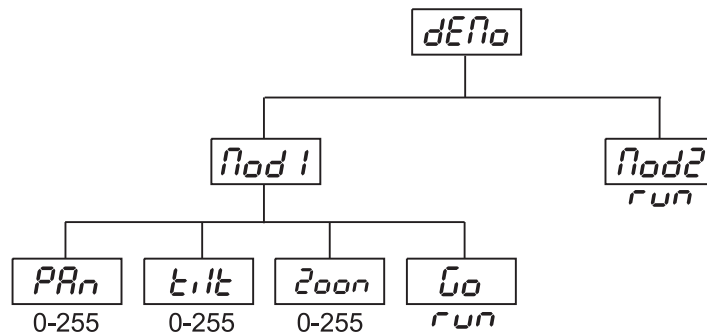 dEMo
Mod1 Mod2
run
PAn tilt Zoon Go
0-255 0-255 0-255 run